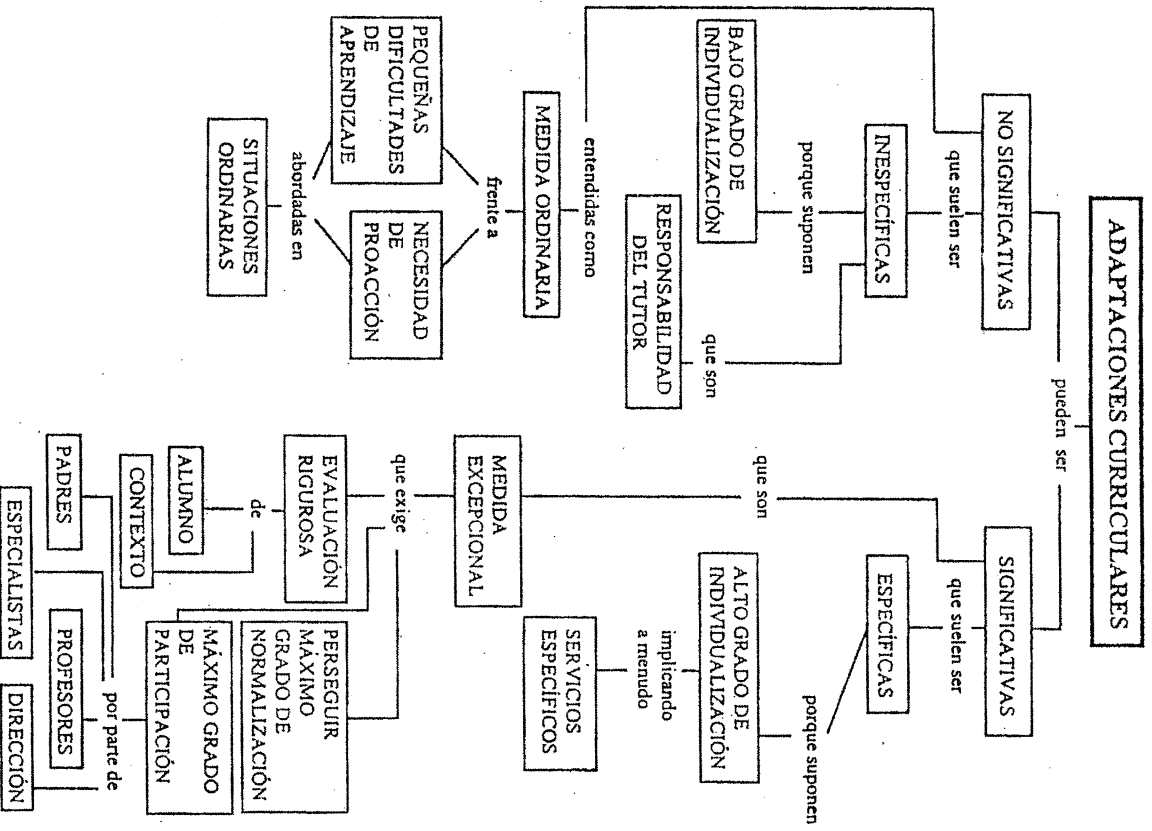 ADAPTACIONES CURRICULARES
pueden ser
NO SIGNIFICATIVAS
que suelen ser
INESPECÍFICAS
porque suponen
BAJO GRADO DE
INDIVIDUALIZACIÓN
que son
RESPONSABILIDAD
DEL TUTOR
entendidas como
MEDIDA ORDINARIA
frente a
PEQUEÑAS
DIFICULTADES
DE
APRENDIZAJE
NECESIDAD
DE
PROACCIÓN
abordadas en
SITUACIONES
ORDINARIAS
SIGNIFICATIVAS
que suelen ser
ESPECÍFICAS
porque suponen
ALTO GRADO DE
INDIVIDUALIZACIÓN
implicando
a menudo
SERVICIOS
ESPECÍFICOS
que son
MEDIDA
EXCEPCIONAL
que exige
EVALUACIÓN
RIGUROSA
de
ALUMNO
CONTEXTO
PERSEGUIR
MÁXIMO
GRADO DE
NORMALIZACIÓN
MÁXIMO GRADO
DE
PARTICIPACIÓN
por parte de
PADRES
PROFESORES
ESPECIALISTAS
DIRECCIÓN